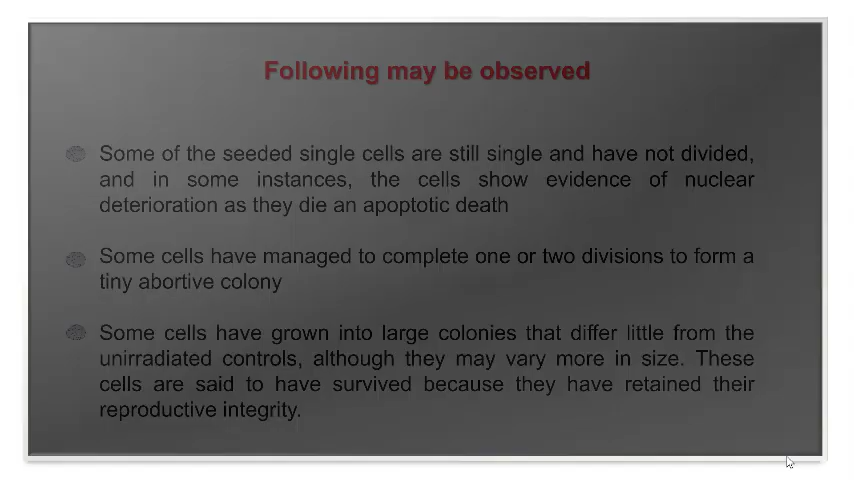 Following may be observed
Some of the seeded single cells are still single and have not divided,
and in some instances, the cells show evidence of nuclear
deterioration as they die an apoptotic death
Some cells have managed to complete one or two divisions to form a
tiny abortive colony
Some cells have grown into large colonies that differ little from the
unirradiated controls, although they may vary more in size. These
cells are said to have survived because they have retained their
reproductive integrity.